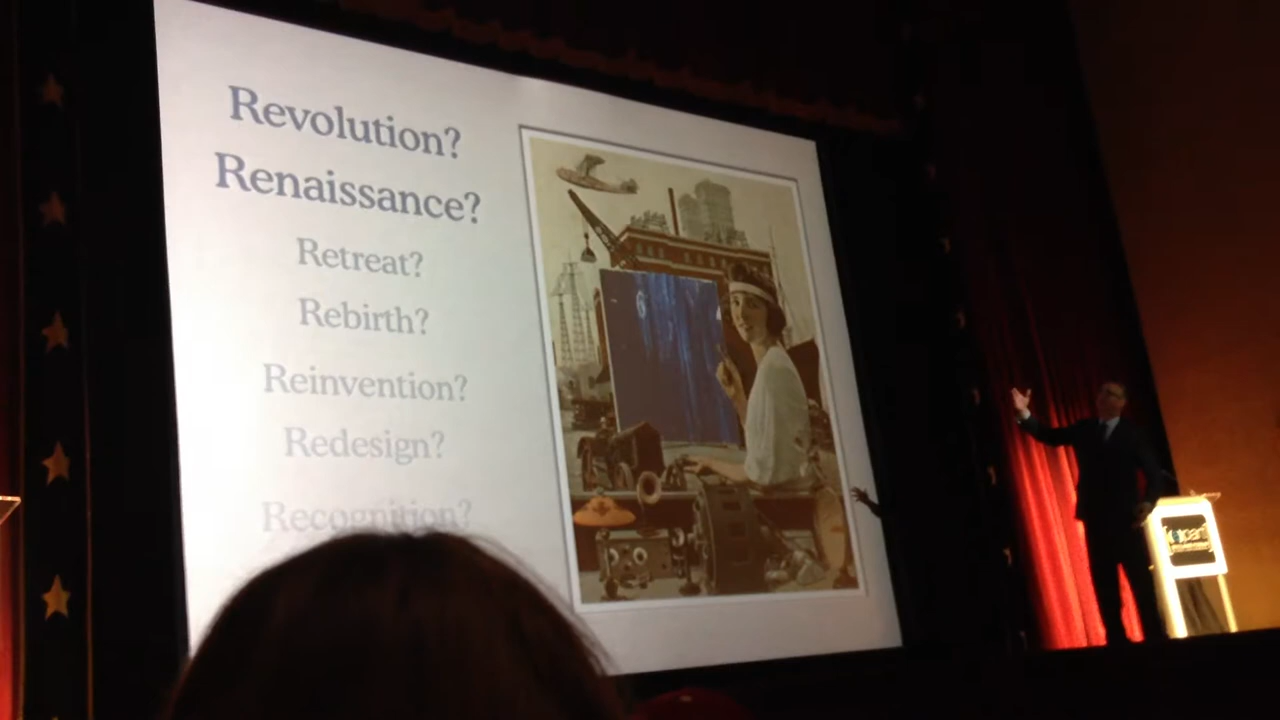 Revolution?
Renaissance?
Retreat?
Rebirth?
Reinvention?
Redesign?
Recognition?